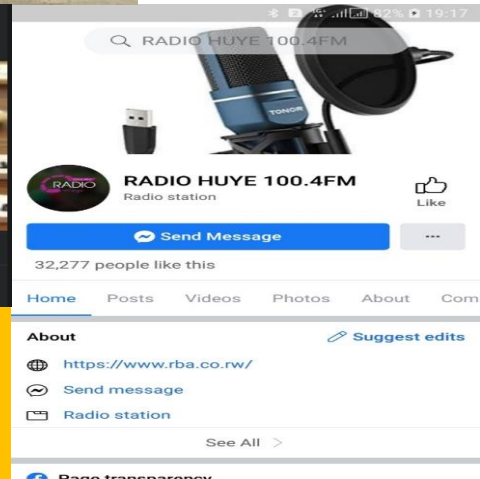 82% 19:17
RADIO HUYE 100.4FM
TONOR
RADIO
RADIO HUYE 100.4FM
Radio station
Like
Send Message
...
32,277 people like this
Home Posts Videos Photos About Com
About
Suggest edits
https://www.rba.co.rw/
Send message
Radio station
See All
Page transparency